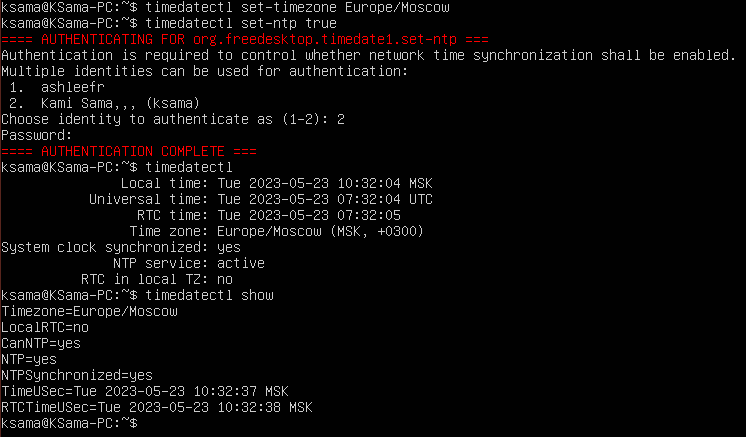 ksama@KSama-PC:~$ timedatectl set-timezone Europe/Moscow
ksama@KSama-PC:~$ timedatectl set-ntp true
==== AUTHENTICATING FOR org.freedesktop.timedate1.set-ntp ===
Authentication is required to control whether network time synchronization shall be enabled.
Multiple identities can be used for authentication:
 1.  ashleefr
 2.  Kami Sama,,, (ksama)
Choose identity to authenticate as (1-2): 2
Password:
==== AUTHENTICATION COMPLETE ===
ksama@KSama-PC:~$ timedatectl
               Local time: Tue 2023-05-23 10:32:04 MSK
           Universal time: Tue 2023-05-23 07:32:04 UTC
                 RTC time: Tue 2023-05-23 07:32:05
                Time zone: Europe/Moscow (MSK, +0300)
System clock synchronized: yes
              NTP service: active
          RTC in local TZ: no
ksama@KSama-PC:~$ timedatectl show
Timezone=Europe/Moscow
LocalRTC=no
CanNTP=yes
NTP=yes
NTPSynchronized=yes
TimeUSec=Tue 2023-05-23 10:32:37 MSK
RTCTimeUSec=Tue 2023-05-23 10:32:38 MSK
ksama@KSama-PC:~$